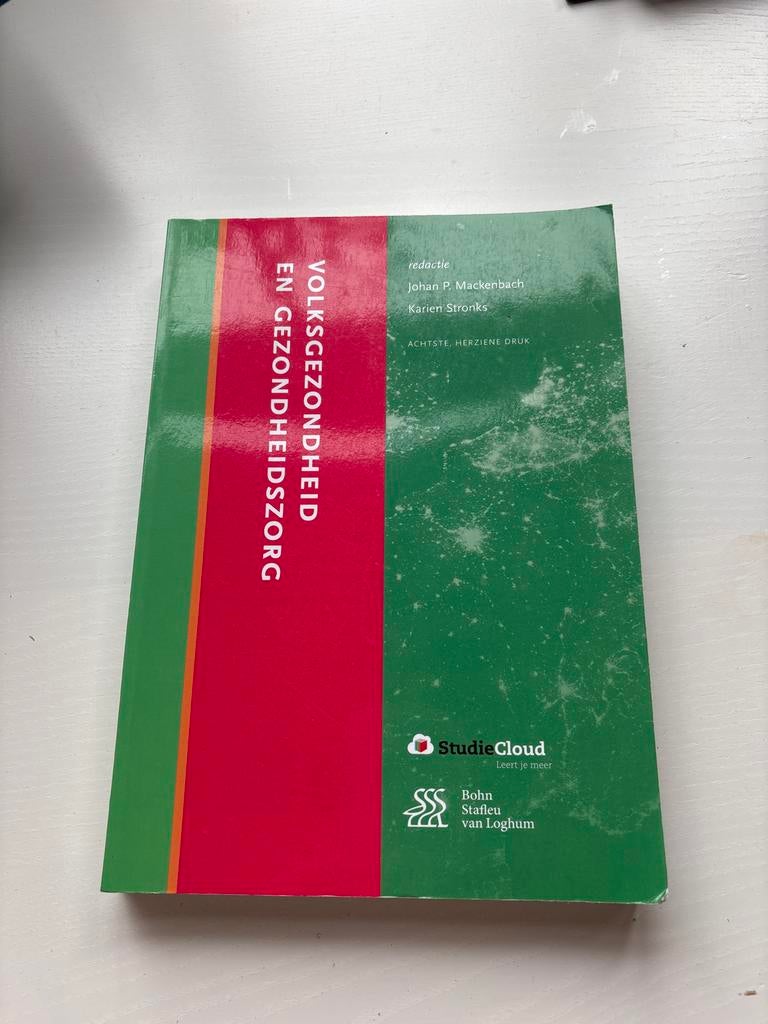 VOLKSGEZONDHEID
EN GEZONDHEIDSZORG
redactie
Johan P. Mackenbach
Karien Stronks
ACHTSTE, HERZIENE DRUK
StudieCloud
Leert je meer
Bohn
Stafleu
van Loghum